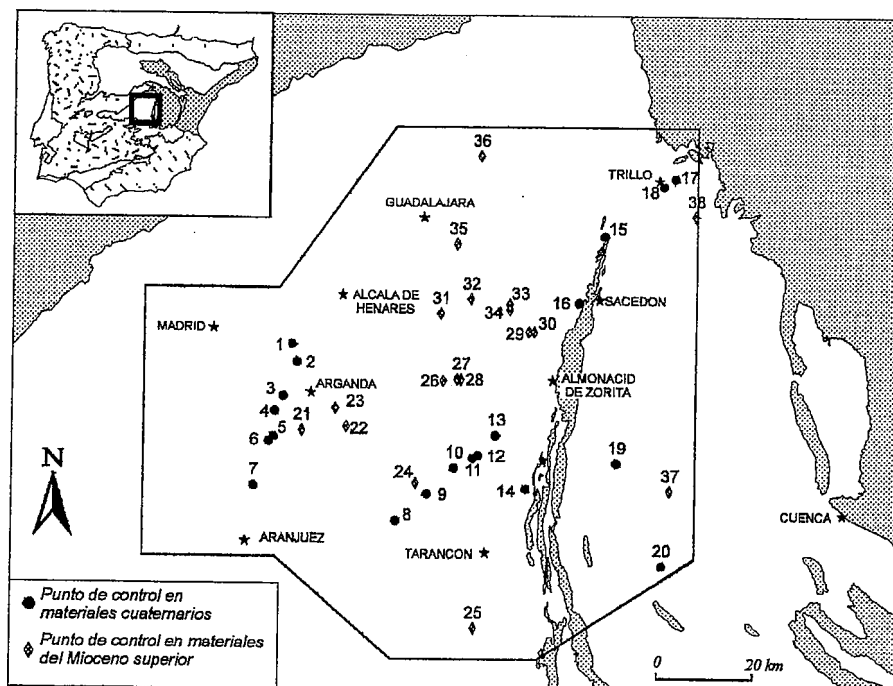 36
TRILLO
17
18
38
GUADALAJARA
35
15
ALCALA DE
HENARES
32
31
33
34
16
SACEDON
MADRID
29
30
1
2
27
ARGANDA
26
28
ALMONACID
DE ZORITA
3
23
4
21
22
5
6
13
10
12
11
19
7
24
9
14
37
8
CUENCA
N
ARANJUEZ
TARANCON
20
Punto de control en
materiales cuaternarios
Punto de control en materiales
del Mioceno superior
25
0
20 km